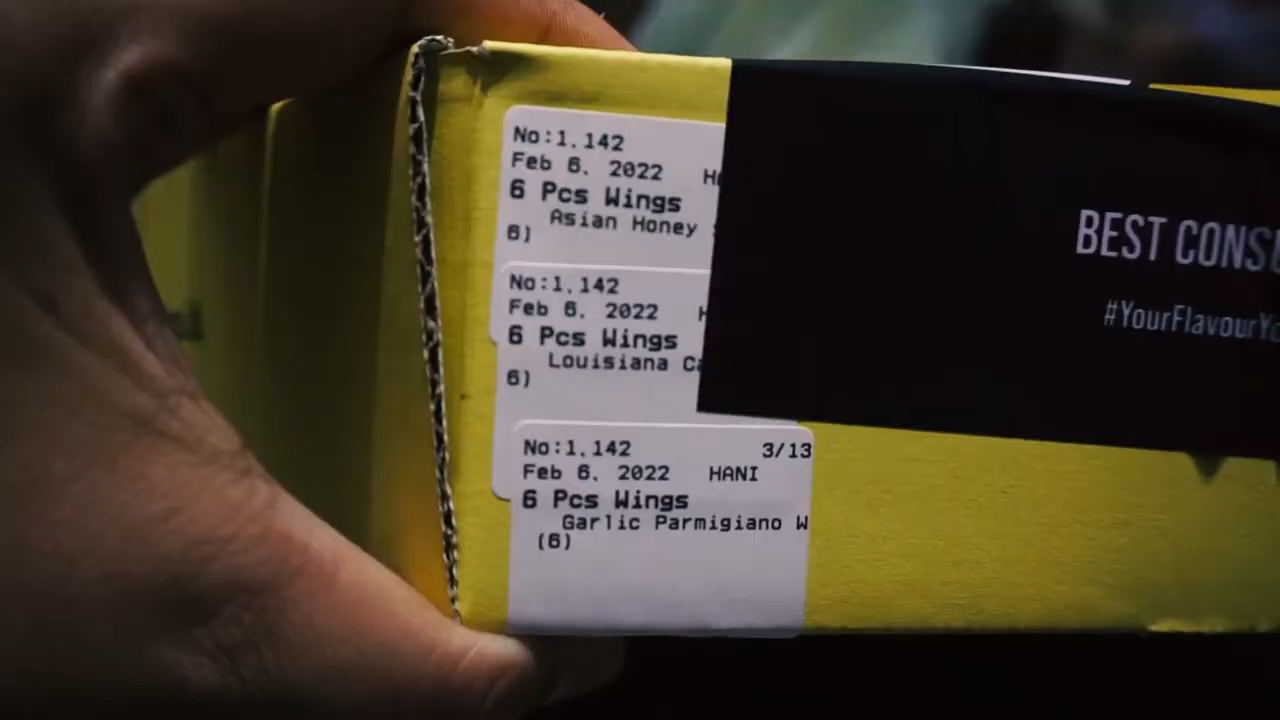 No:1,142
Feb 6, 2022
6 Pcs Wings
Asian Honey
6)
No:1,142
Feb 6, 2022
6 Pcs Wings
Louisiana
6)
No:1,142 3/13
Feb 6, 2022 HANI
6 Pcs Wings
Garlic Parmigiano W
(6)
BEST
#YourFlavour